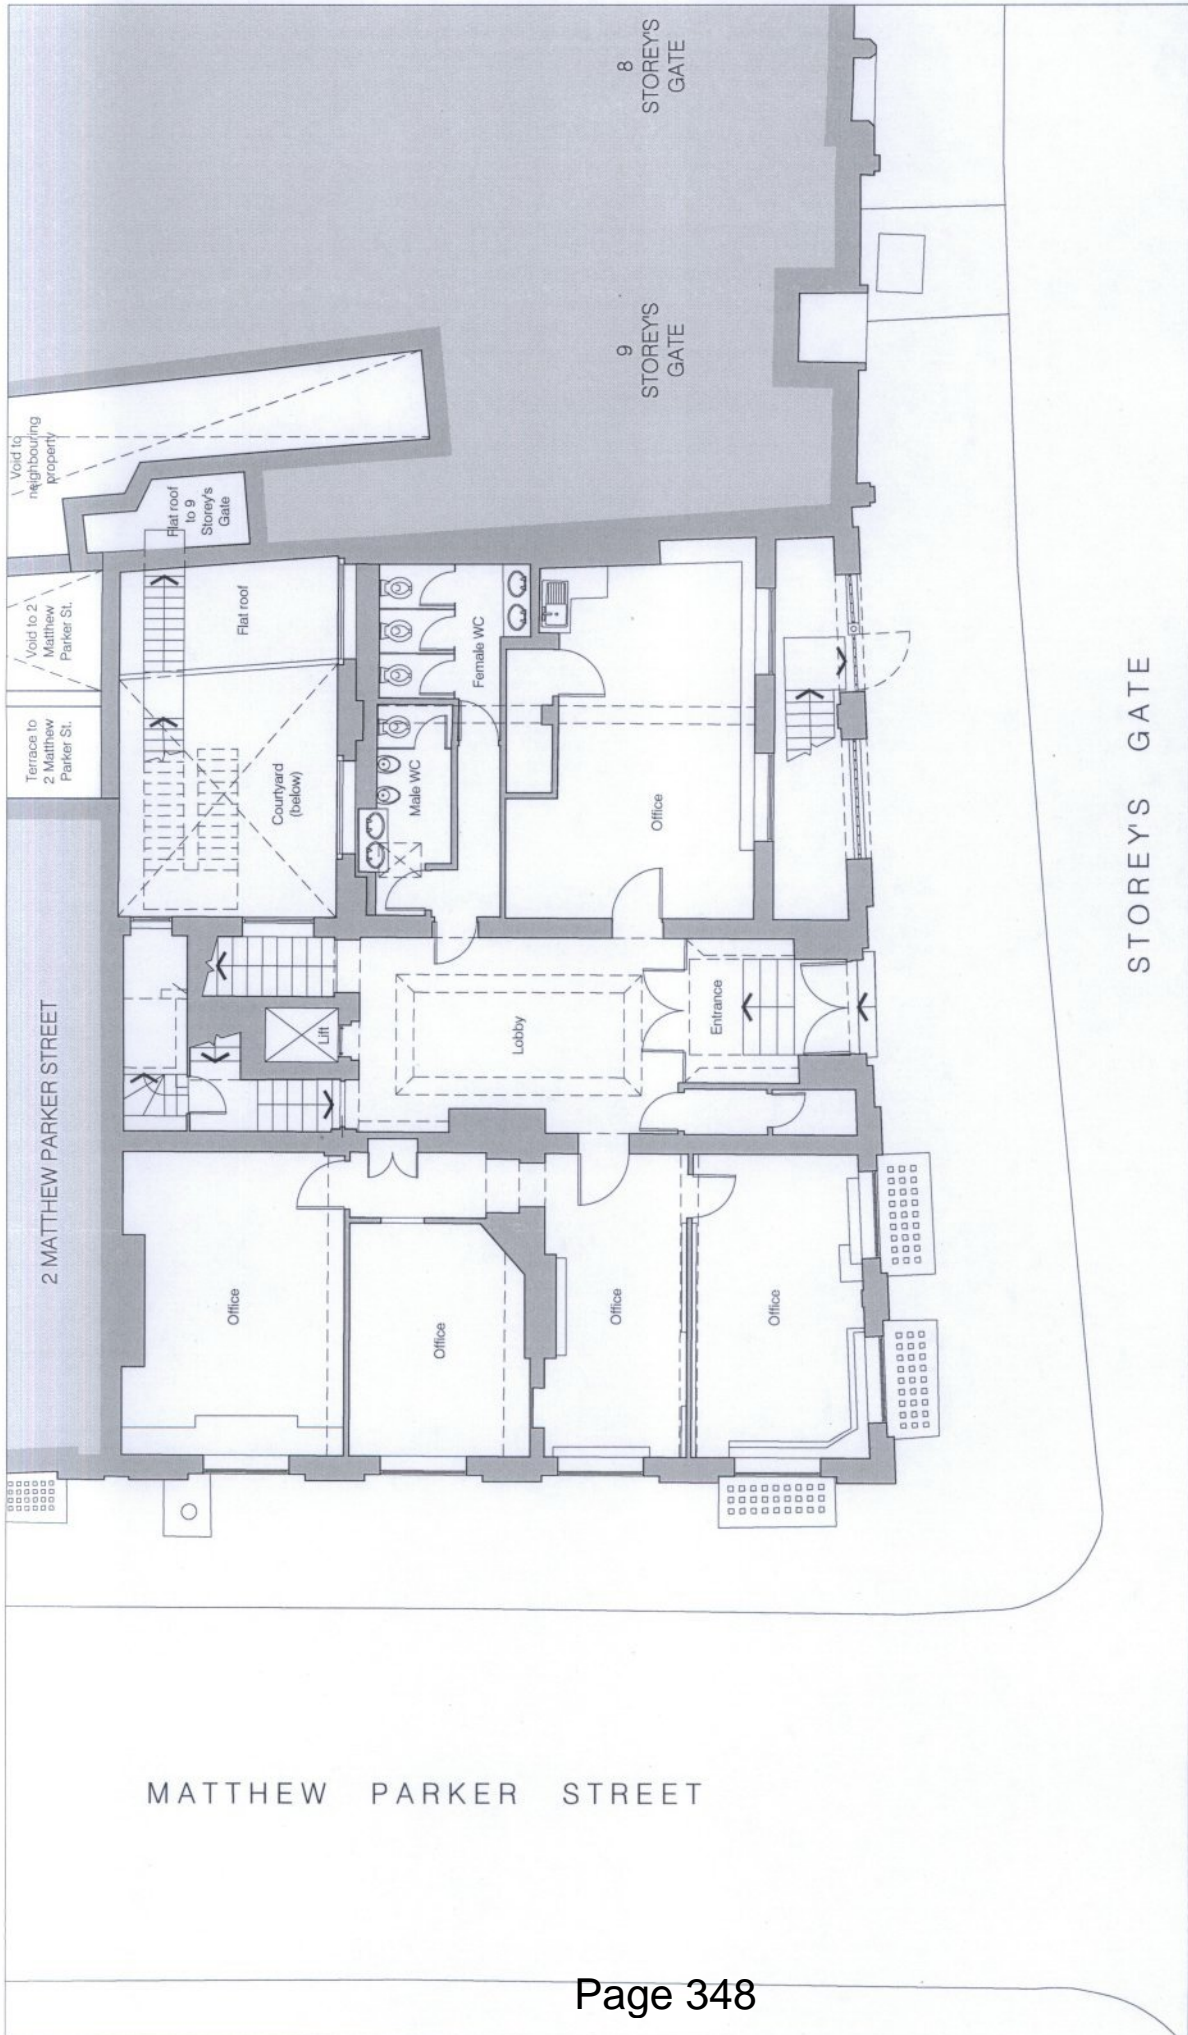 8
STOREY'S
GATE
9
STOREY'S
GATE
Void to
neighbouring
property
Flat roof
to 9
Storey's
Gate
Void to 2
Matthew
Parker St.
Terrace to
2 Matthew
Parker St.
Flat roof
Courtyard
(below)
Female WC
Male WC
Office
STOREY'S GATE
2 MATTHEW PARKER STREET
Lift
Lobby
Entrance
Office
Office
Office
Office
MATTHEW PARKER STREET
Page 348